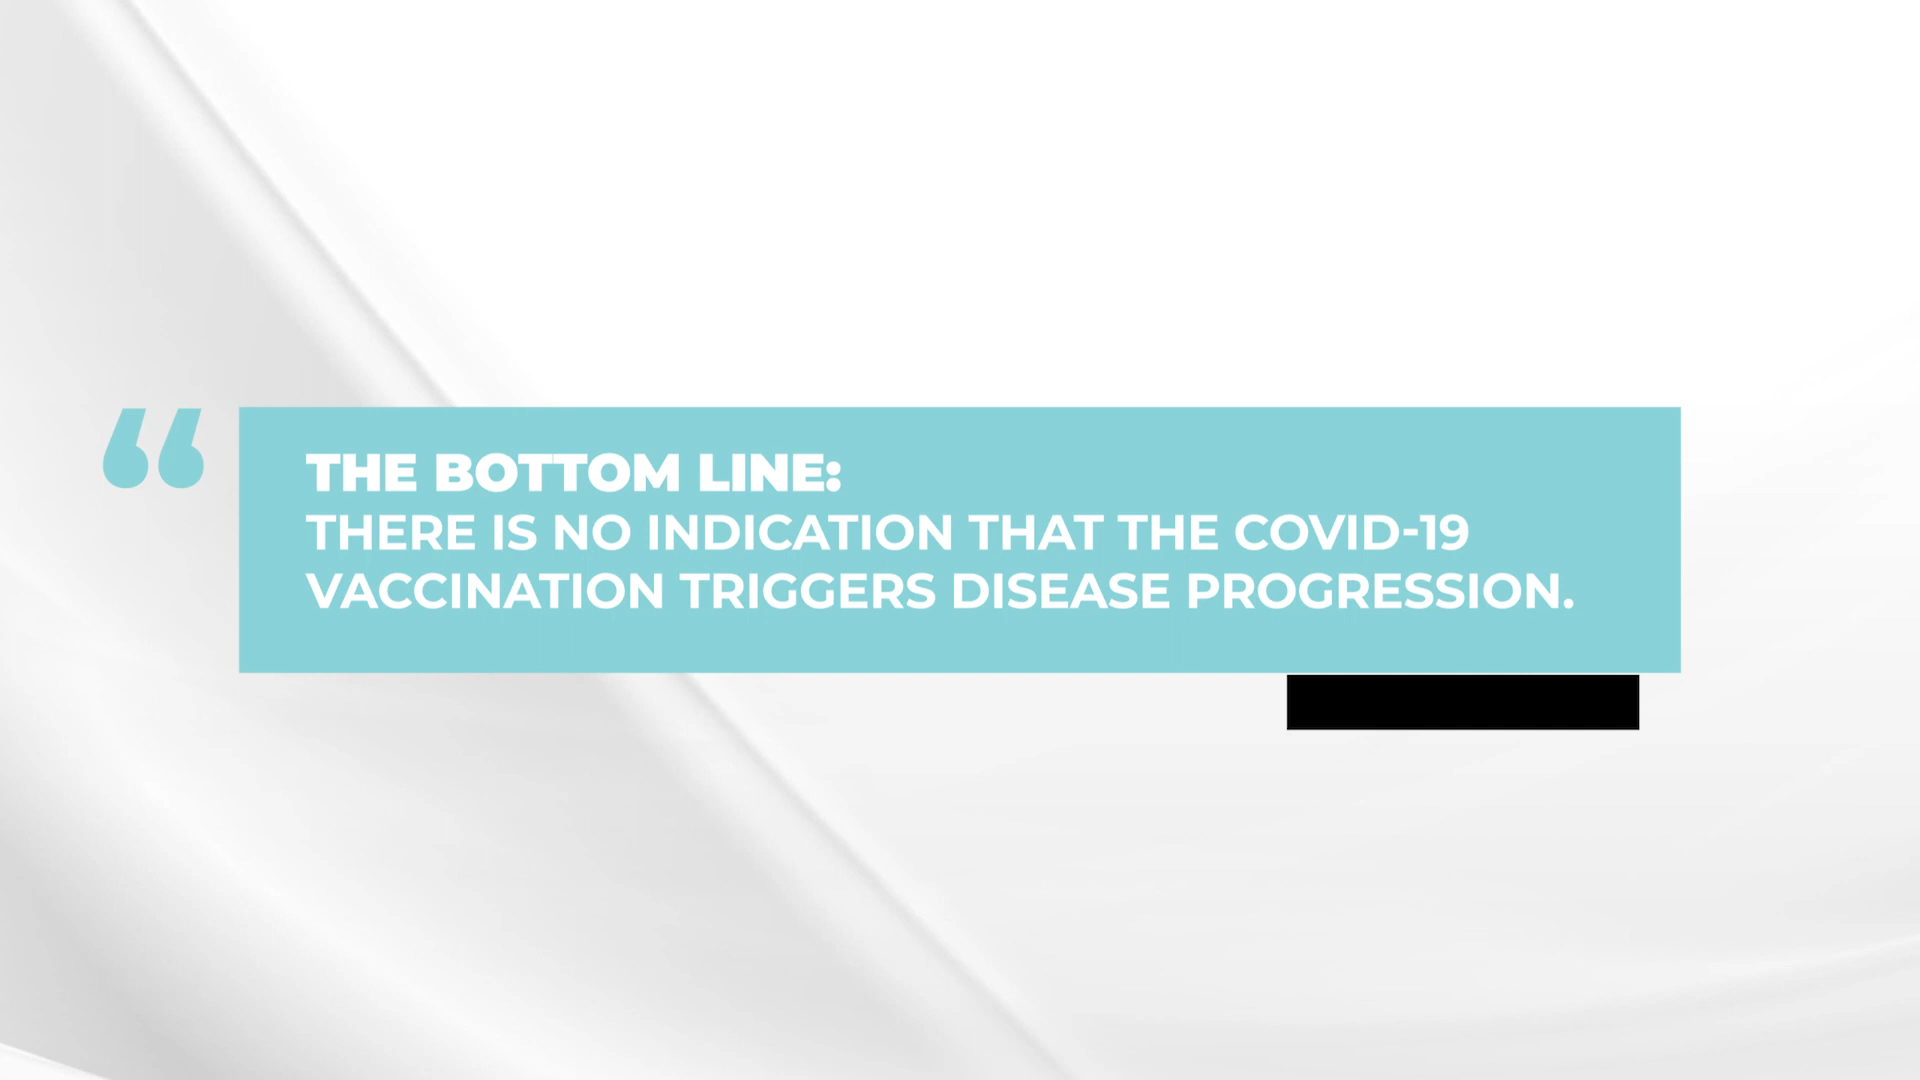 “
THE BOTTOM LINE:
THERE IS NO INDICATION THAT THE COVID-19
VACCINATION TRIGGERS DISEASE PROGRESSION.